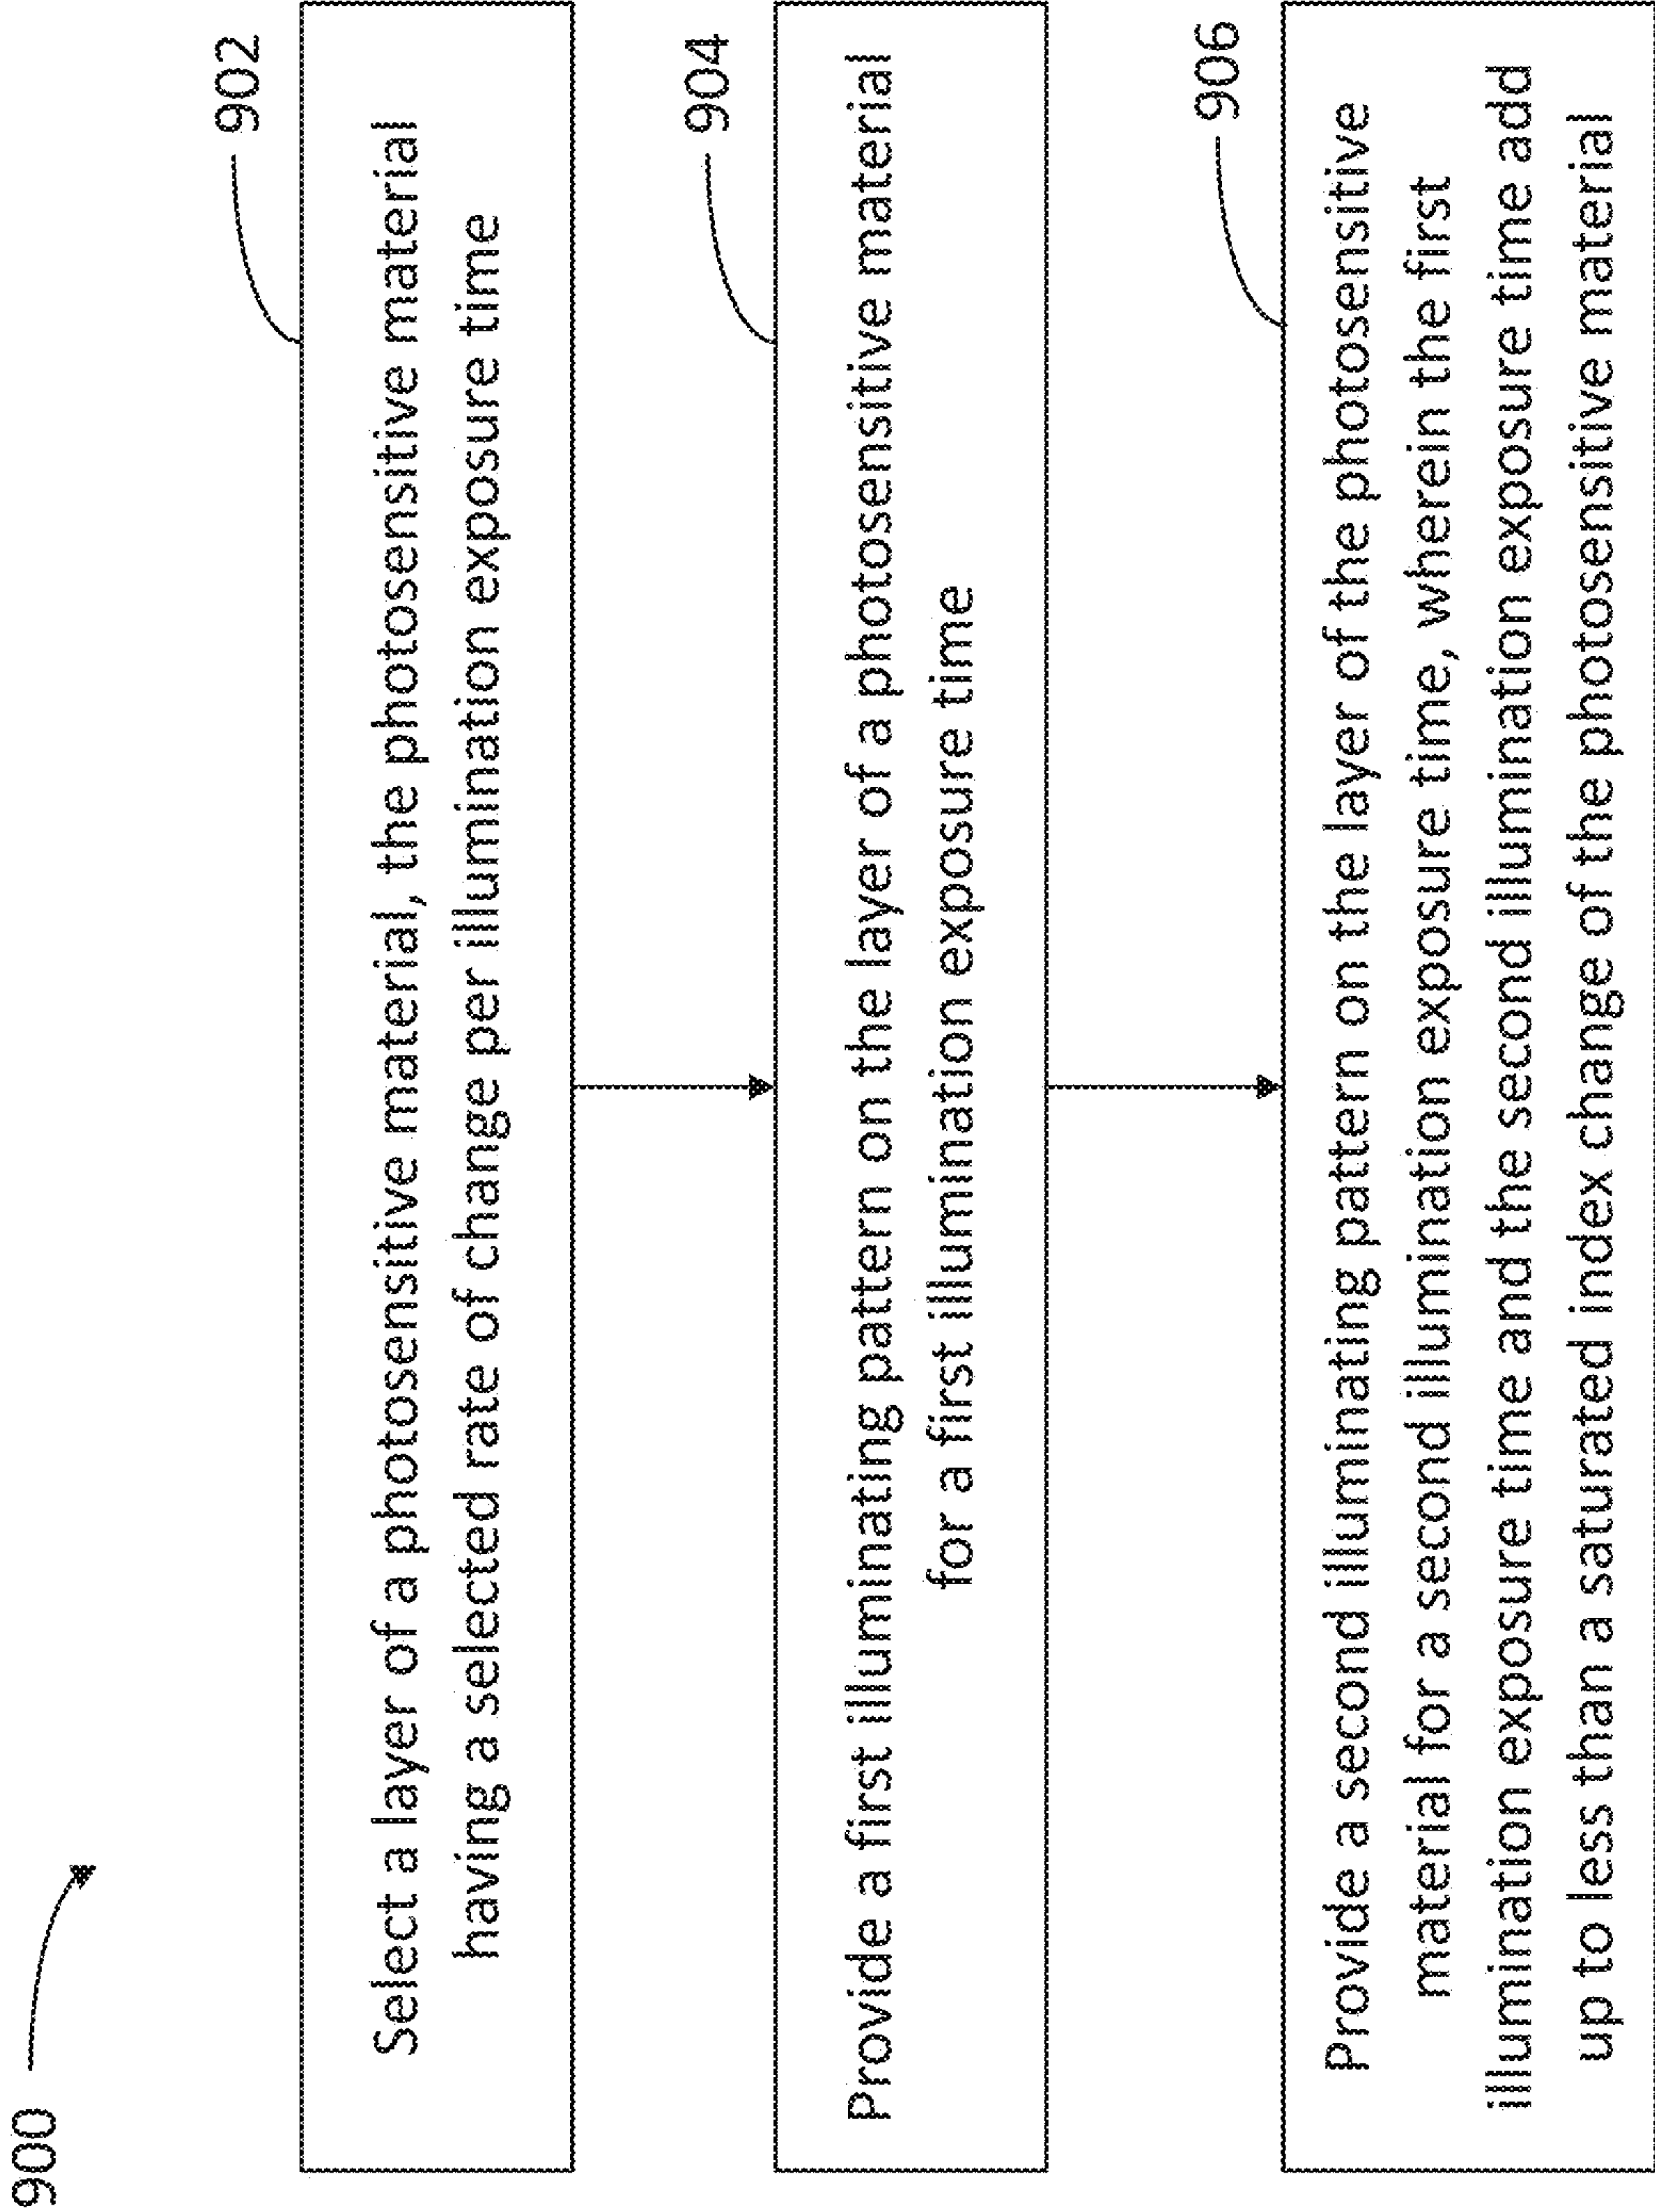 900
902
Select a layer of a photosensitive material, the photosensitive material
having a selected rate of change per illumination exposure time
904
Provide a first illuminating pattern on the layer of a photosensitive material
for a first illumination exposure time
906
Provide a second illuminating pattern on the layer of the photosensitive
material for a second illumination exposure time, wherein the first
illumination exposure time and the second illumination exposure time add
up to less than a saturated index change of the photosensitive material